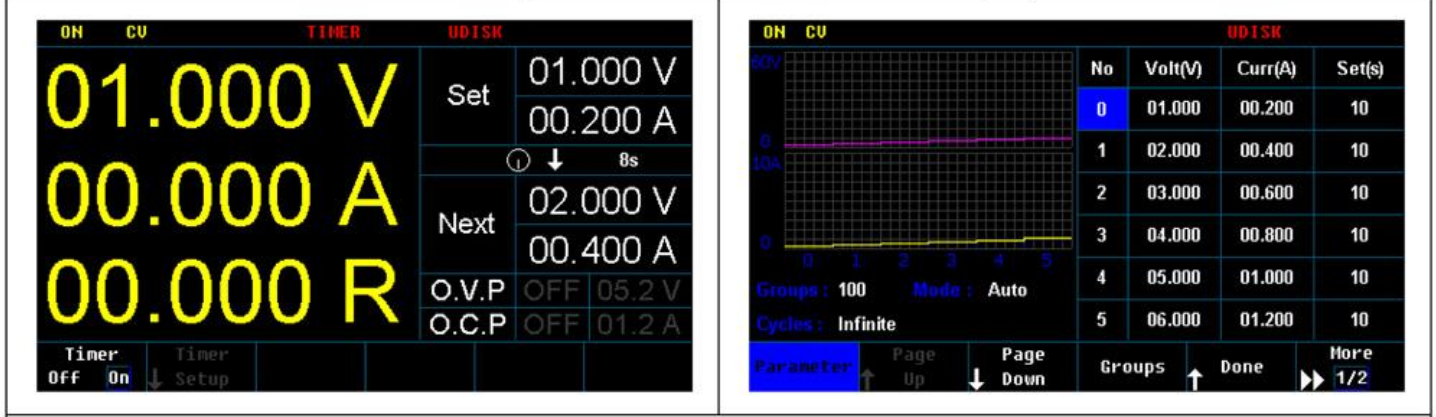 ON CV TIMER UDISK
01.000 V
00.000 A
00.000 R
Set
01.000 V
00.200 A
8s
Next
02.000 V
00.400 A
O.V.P OFF 05.2 V
O.C.P OFF 01.2 A
Timer
Off On
Timer
Setup
ON CV UDISK
60V
0
10A
0
0 1 2 3 4 5
Groups : 100 Mode : Auto
Cycles : Infinite
No Volt(V) Curr(A) Set(s)
0 01.000 00.200 10
1 02.000 00.400 10
2 03.000 00.600 10
3 04.000 00.800 10
4 05.000 01.000 10
5 06.000 01.200 10
Parameter
Page
Up
Page
Down
Groups
Done
More
1/2